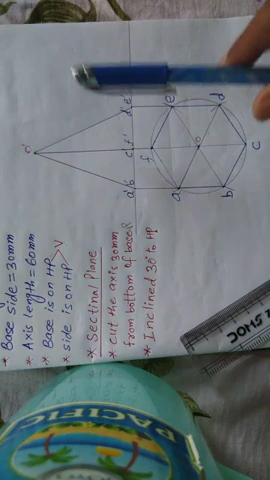 * Base side = 30mm
* Axis length = 60mm
* Base is on HP
* side is on HP
V
* Sectinal Plane
* cut the axis 30mm
from bottom of base
* Inclined 30° to HP
o'
a'b'
c'f'
d'e'
a
b
c
d
e
f
o
PACIFIC